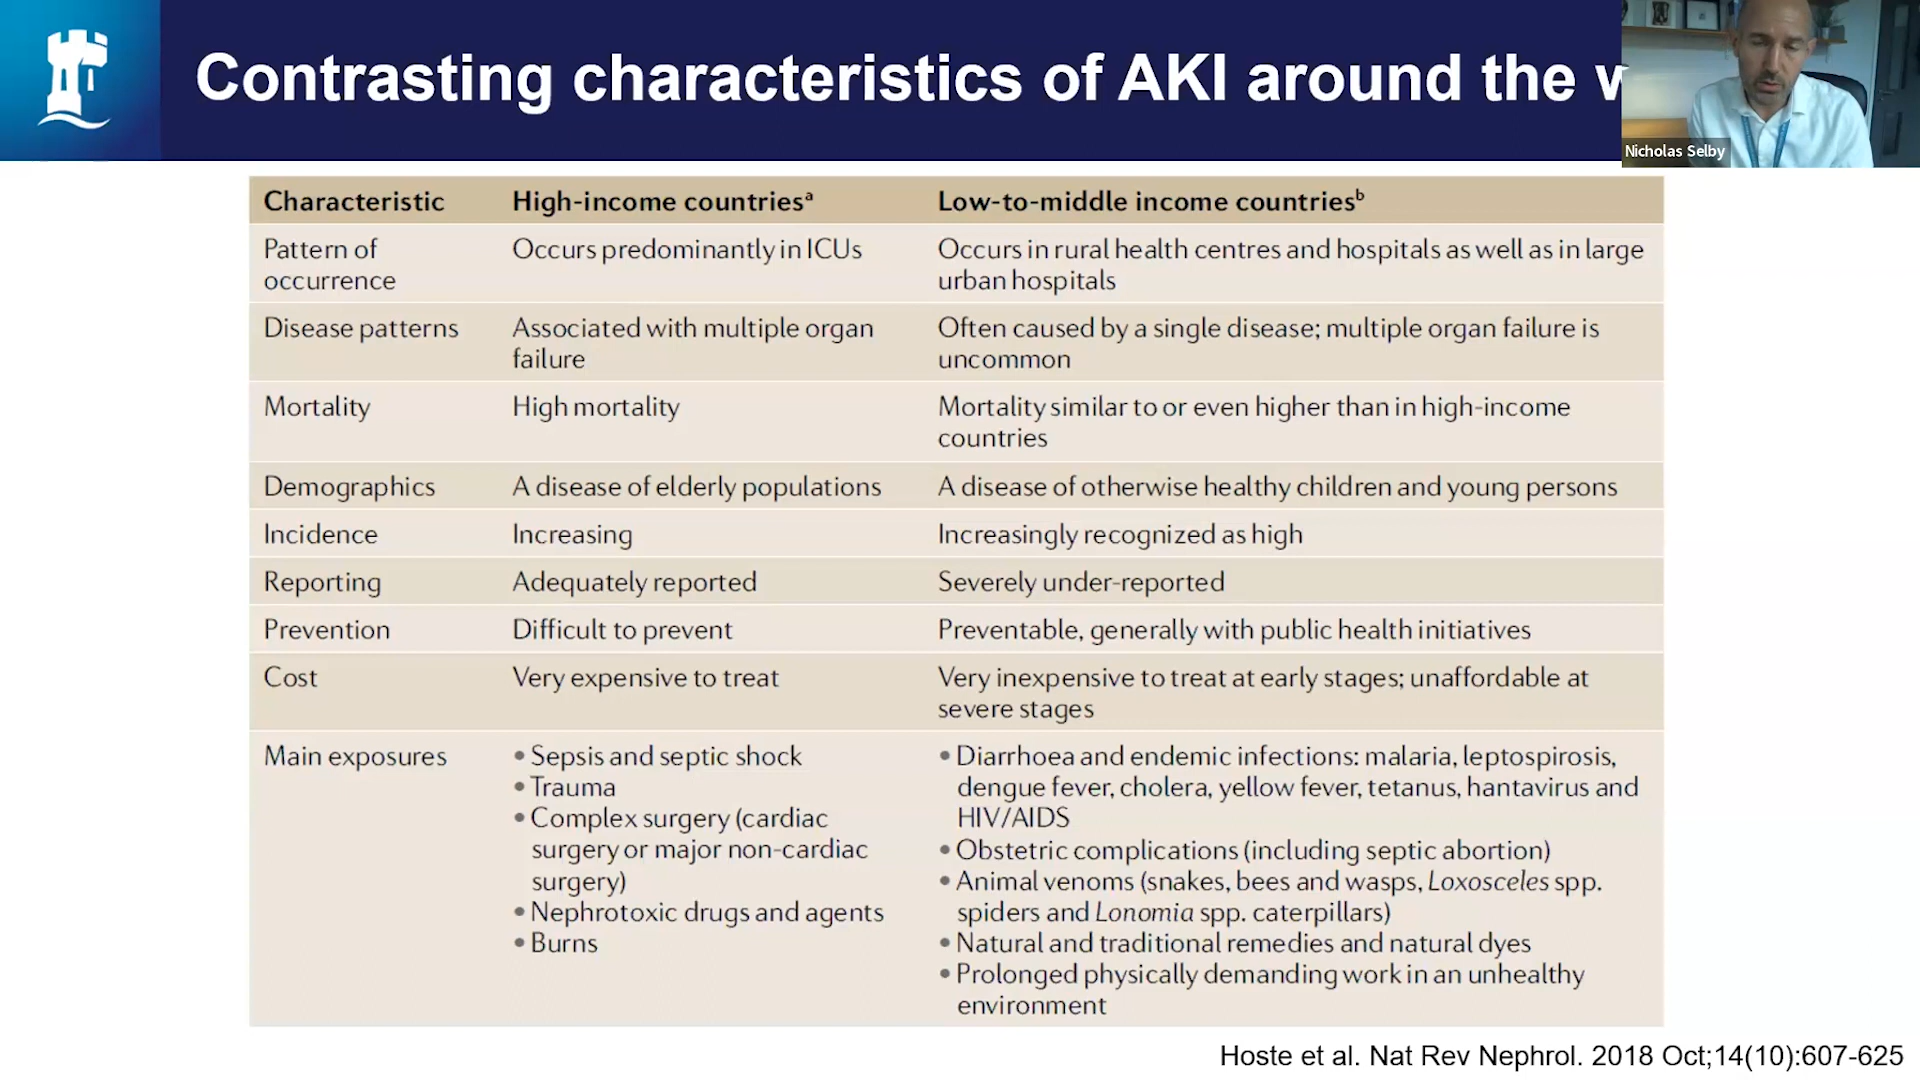 Contrasting characteristics of AKI around the
Nicholas Selby
Characteristic High-income countriesᵃ Low-to-middle income countriesᵇ
Pattern of occurrence
Occurs predominantly in ICUs
Occurs in rural health centres and hospitals as well as in large
urban hospitals
Disease patterns
Associated with multiple organ
failure
Often caused by a single disease; multiple organ failure is
uncommon
Mortality
High mortality
Mortality similar to or even higher than in high-income
countries
Demographics
A disease of elderly populations
A disease of otherwise healthy children and young persons
Incidence
Increasing
Increasingly recognized as high
Reporting
Adequately reported
Severely under-reported
Prevention
Difficult to prevent
Preventable, generally with public health initiatives
Cost
Very expensive to treat
Very inexpensive to treat at early stages; unaffordable at
severe stages
Main exposures
• Sepsis and septic shock
• Trauma
• Complex surgery (cardiac
surgery or major non-cardiac
surgery)
• Nephrotoxic drugs and agents
• Burns
• Diarrhoea and endemic infections: malaria, leptospirosis,
dengue fever, cholera, yellow fever, tetanus, hantavirus and
HIV/AIDS
• Obstetric complications (including septic abortion)
• Animal venoms (snakes, bees and wasps, Loxosceles spp.
spiders and Lonomia spp. caterpillars)
• Natural and traditional remedies and natural dyes
• Prolonged physically demanding work in an unhealthy
environment
Hoste et al. Nat Rev Nephrol. 2018 Oct;14(10):607-625